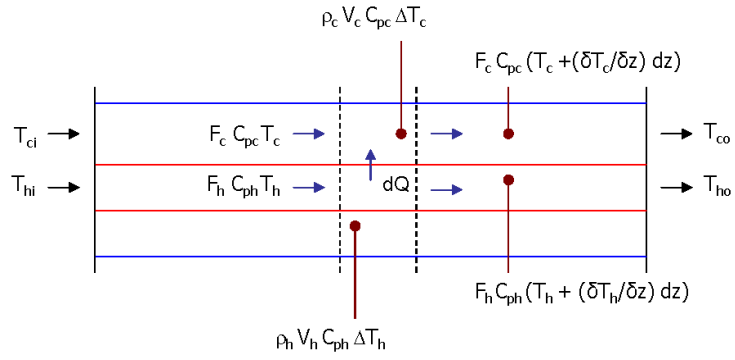 ρc Vc Cpc ΔTc
Fc Cpc (Tc +(δTc/δz) dz)
Tci
Fc Cpc Tc
Tco
Thi
Fh Cph Th
dQ
Tho
Fh Cph (Th + (δTh/δz) dz)
ρh Vh Cph ΔTh